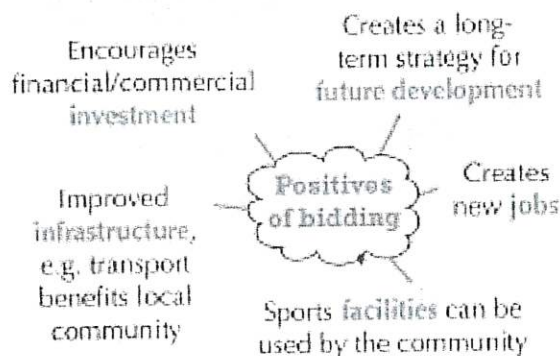 Encourages
financial/commercial
investment
Creates a long-
term strategy for
future development
Positives
of bidding
Creates
new jobs
Improved
infrastructure,
e.g. transport
benefits local
community
Sports facilities can be
used by the community